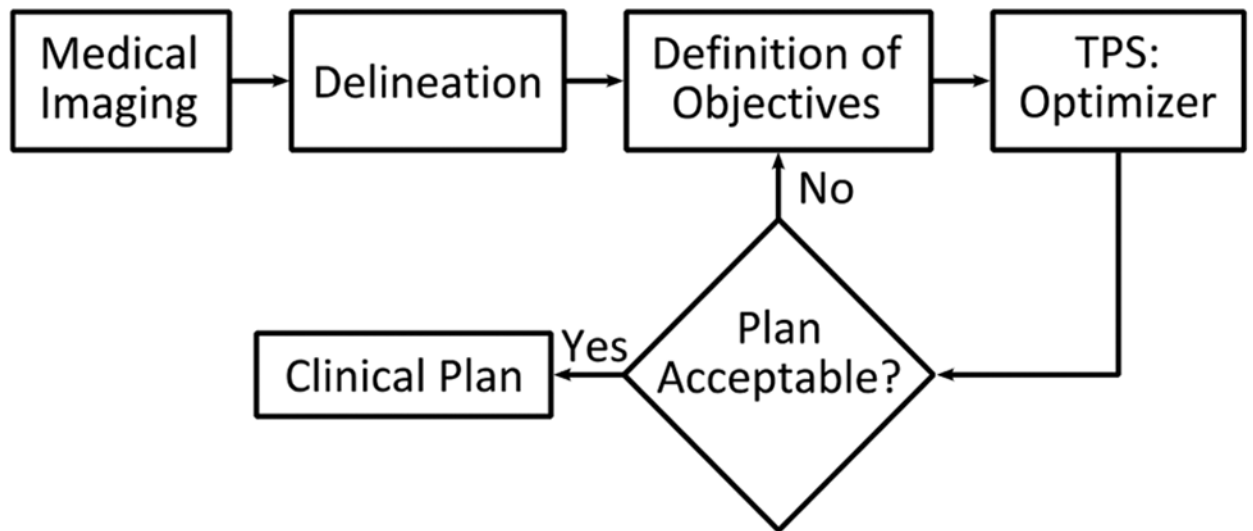 Medical
Imaging
Delineation
Definition of
Objectives
TPS:
Optimizer
No
Plan
Acceptable?
Yes
Clinical Plan